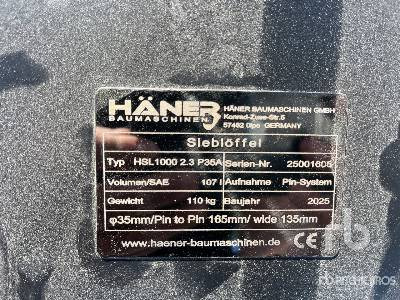 HÄNER
BAUMASCHINEN
HÄNER BAUMASCHINEN GMBH
Konrad-Zuse-Str.5
57462 Olpe GERMANY
Sieblöffel
Typ HSL1000 2.3 P35A Serien-Nr. 25001605
Volumen/SAE 107 l Aufnahme Pin-System
Gewicht 110 kg Baujahr 2025
φ35mm/Pin to Pin 165mm/ wide 135mm
www.haener-baumaschinen.de CE
rb
rbauction